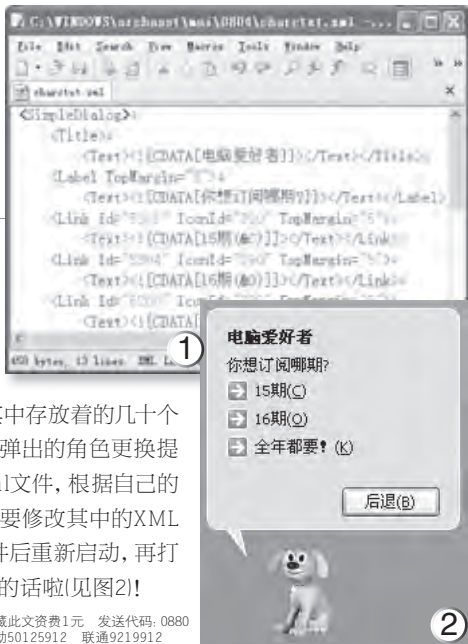 C:\WINDOWS\srchasst\mui\0804\charctxt.xml - ...
File Edit Search View Macros Tools Window Help
charctxt.xml
<SimpleDialog>
<Title>
<Text><![CDATA[电脑爱好者]]></Text></Title>
<Label TopMargin=
<Text><![CDATA[你想订阅哪期?]]></Text></Label>
<Link Id= IconId= TopMargin=
<Text><![CDATA[15期(&C)]]></Text></Link>
<Link Id= IconId= TopMargin=
<Text><![CDATA[16期(&O)]]></Text></Link>
<Link Id=
<Text><![CDATA[
bytes, 13 lines. XML
①
电脑爱好者
你想订阅哪期?
15期(C)
16期(O)
全年都要! (K)
后退(B)
②
其中存放着的几十个
弹出的角色更换提
ml文件, 根据自己的
要修改其中的XML
件后重新启动, 再打
的话啦(见图2)!
藏此文资费1元 发送代码: 0880
动50125912 联通9219912